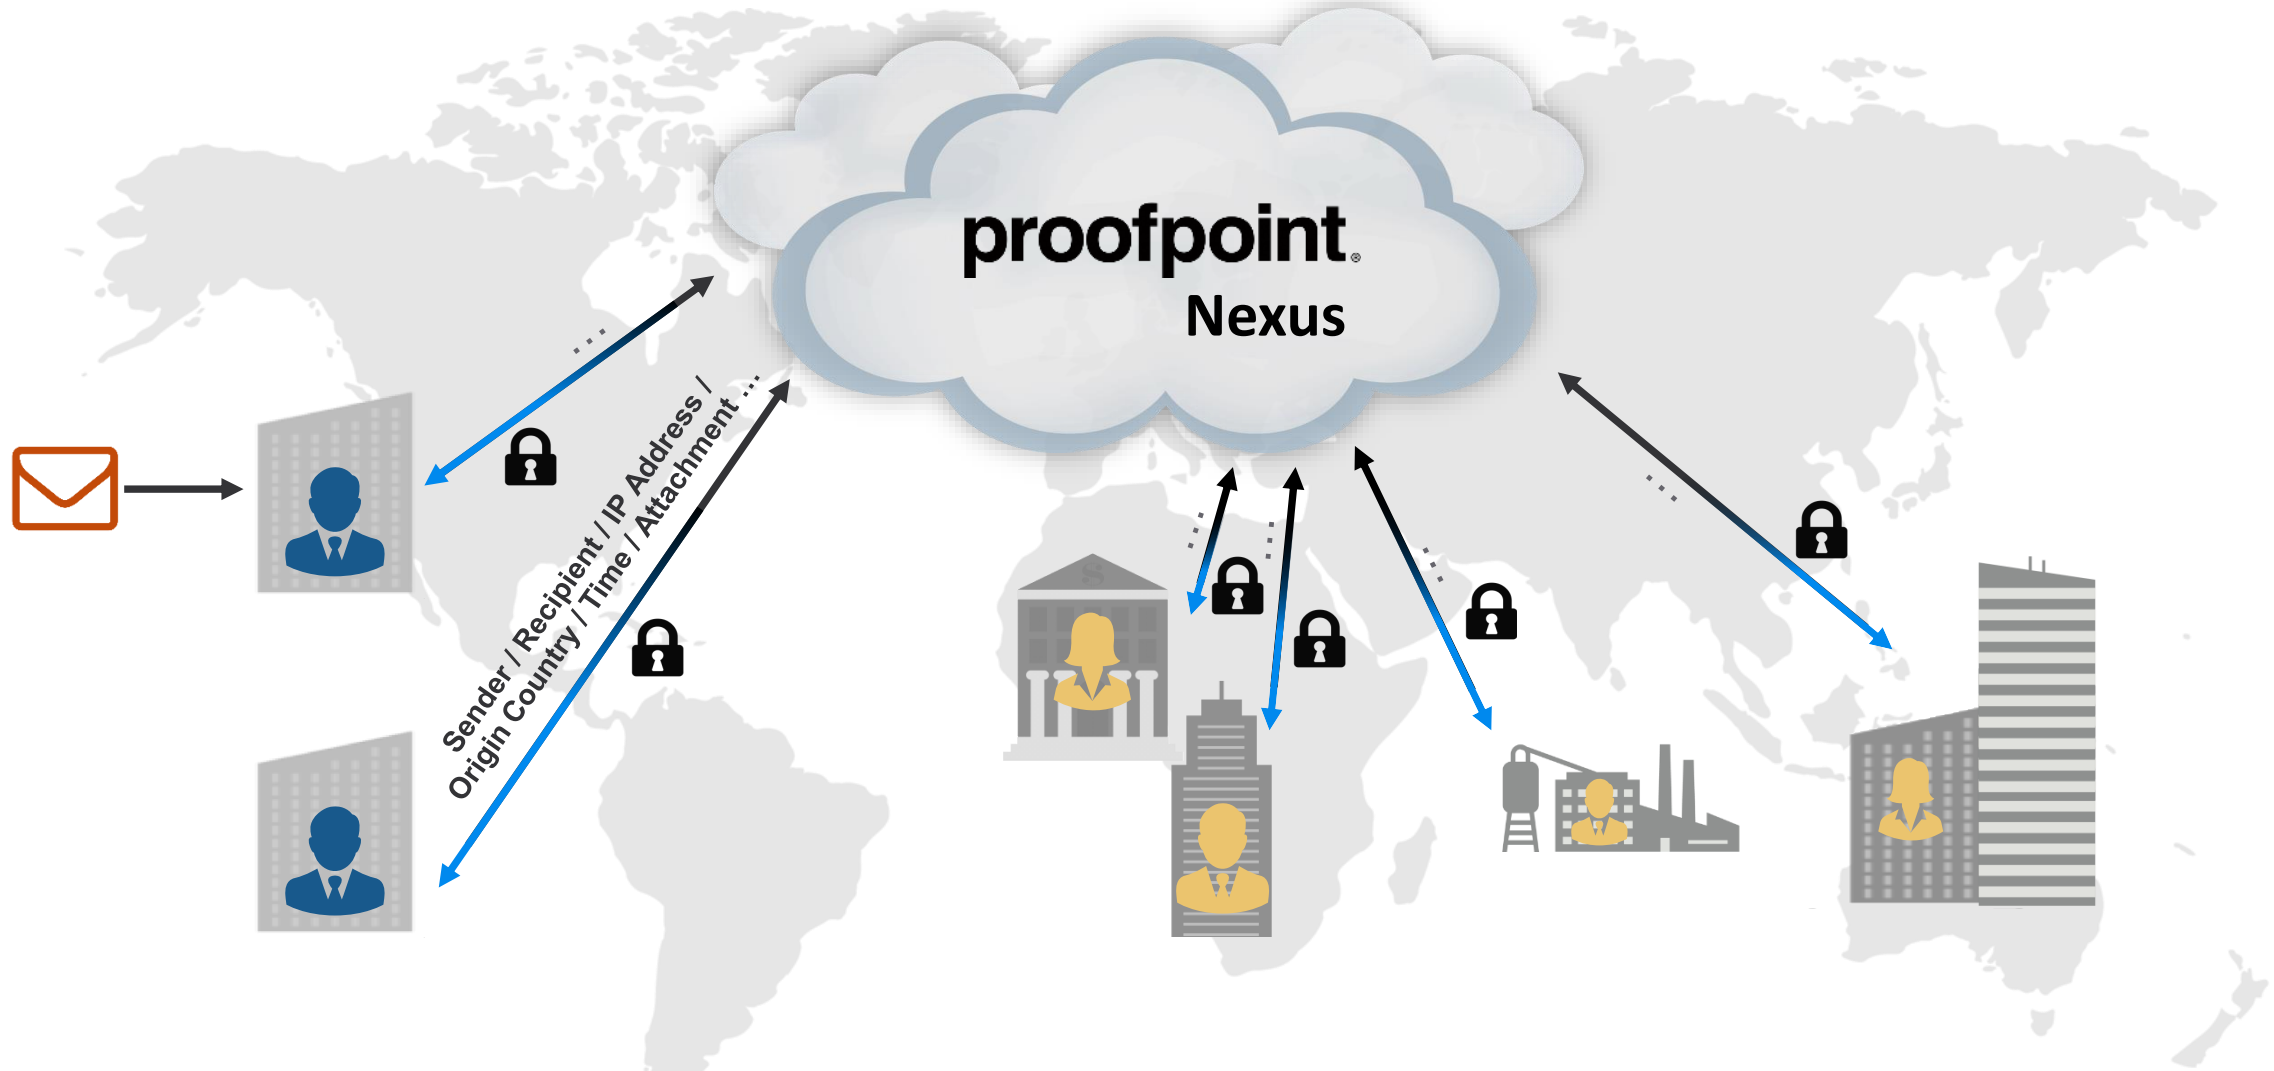 proofpoint®
Nexus
Sender / Recipient / IP Address /
Origin Country / Time / Attachment ...
$